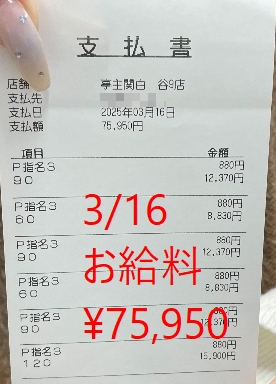 支払書
店舗 亭主関白 谷9店
支払先
支払日 2025年03月16日
支払額 75,950円
項目 金額
P指名3 880円
90 12,370円
P指名3 880円
60 8,830円
P指名3 880円
90 12,370円
P指名3 880円
60 8,830円
P指名3 880円
90 12,370円
P指名3 880円
120 15,900円
3/16
お給料
¥75,950